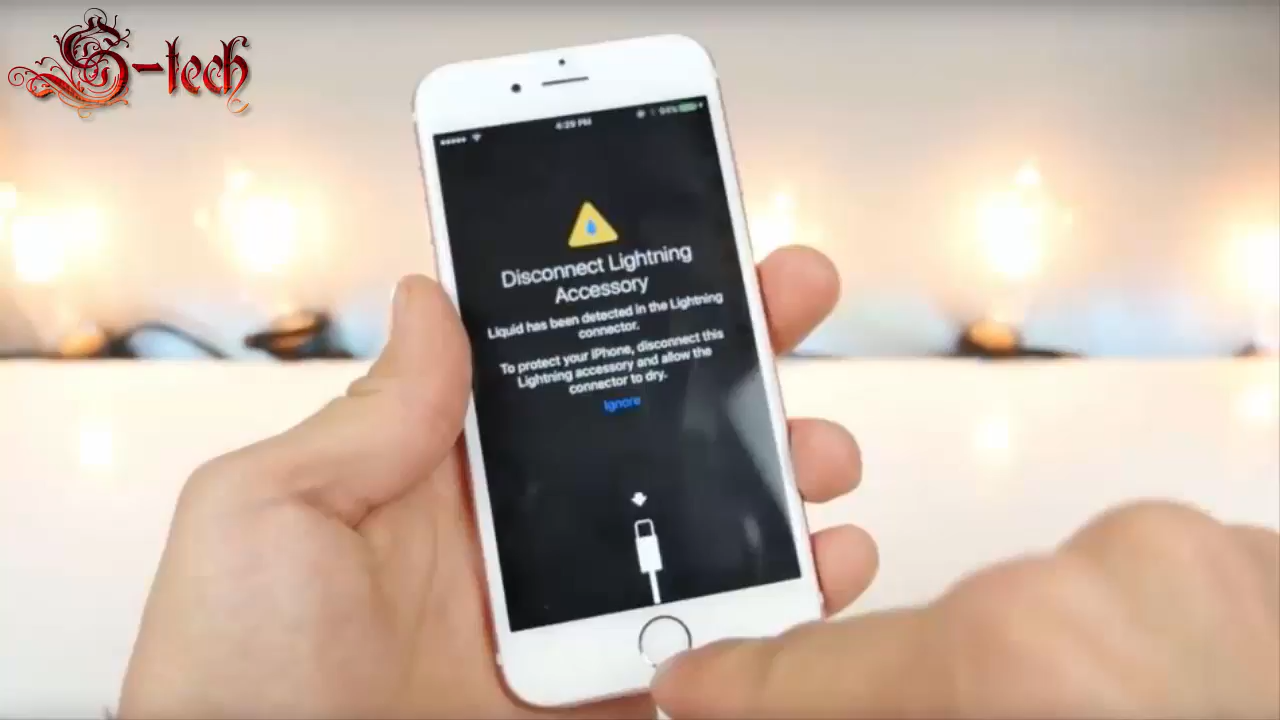 S-tech
4:29 PM
94%
Disconnect Lightning
Accessory
Liquid has been detected in the Lightning
connector.
To protect your iPhone, disconnect this
Lightning accessory and allow the
connector to dry.
Ignore